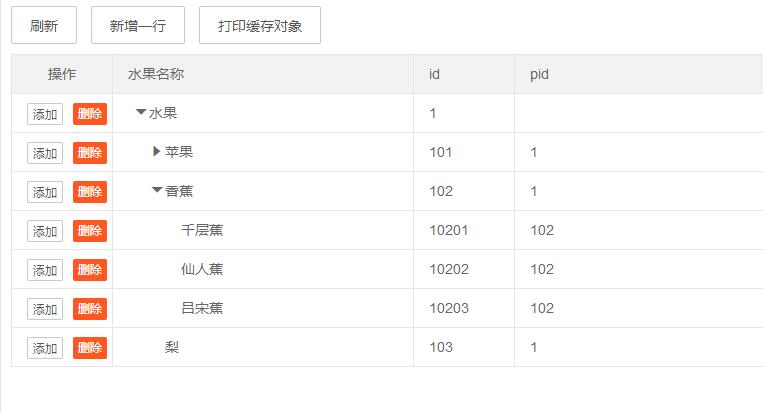 刷新 新增一行 打印缓存对象
操作 水果名称 id pid
添加 删除 水果 1
添加 删除 苹果 101 1
添加 删除 香蕉 102 1
添加 删除 千层蕉 10201 102
添加 删除 仙人蕉 10202 102
添加 删除 吕宋蕉 10203 102
添加 删除 梨 103 1